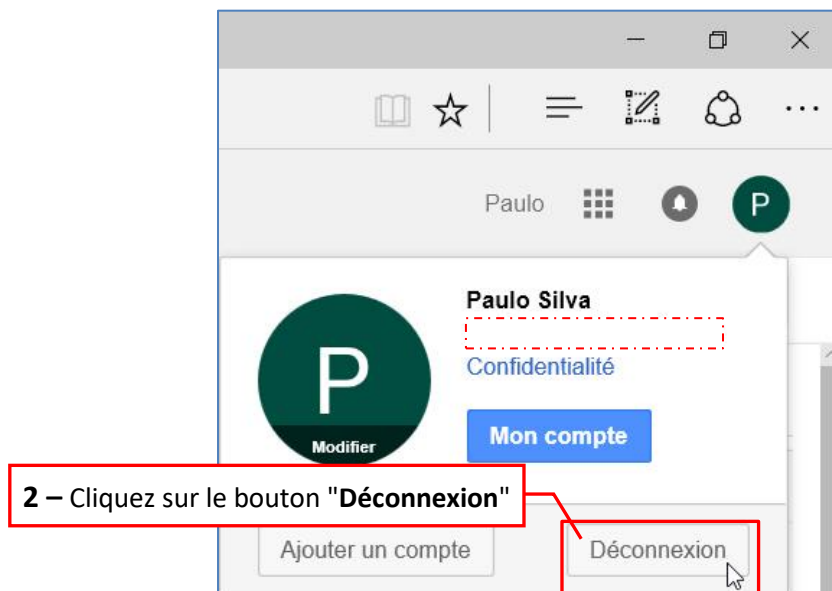 Paulo
P
Paulo Silva
Confidentialité
P
Modifier
Mon compte
2 – Cliquez sur le bouton "Déconnexion"
Ajouter un compte
Déconnexion